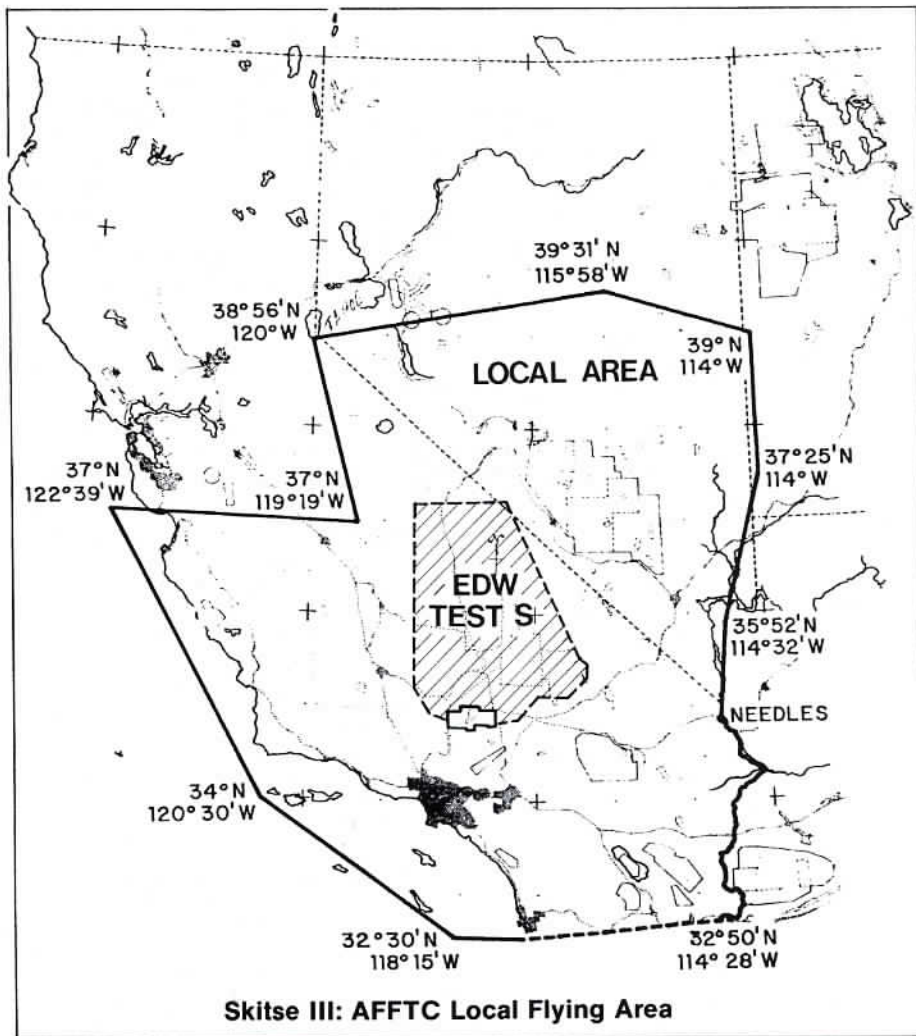 39°31' N
115°58' W
38°56' N
120° W
LOCAL AREA
39° N
114° W
37°25' N
114° W
37° N
122°39' W
37° N
119°19' W
EDW
TEST S
35°52' N
114°32' W
NEEDLES
34° N
120°30' W
32°30' N
118°15' W
32°50' N
114° 28' W
Skitse III: AFFTC Local Flying Area